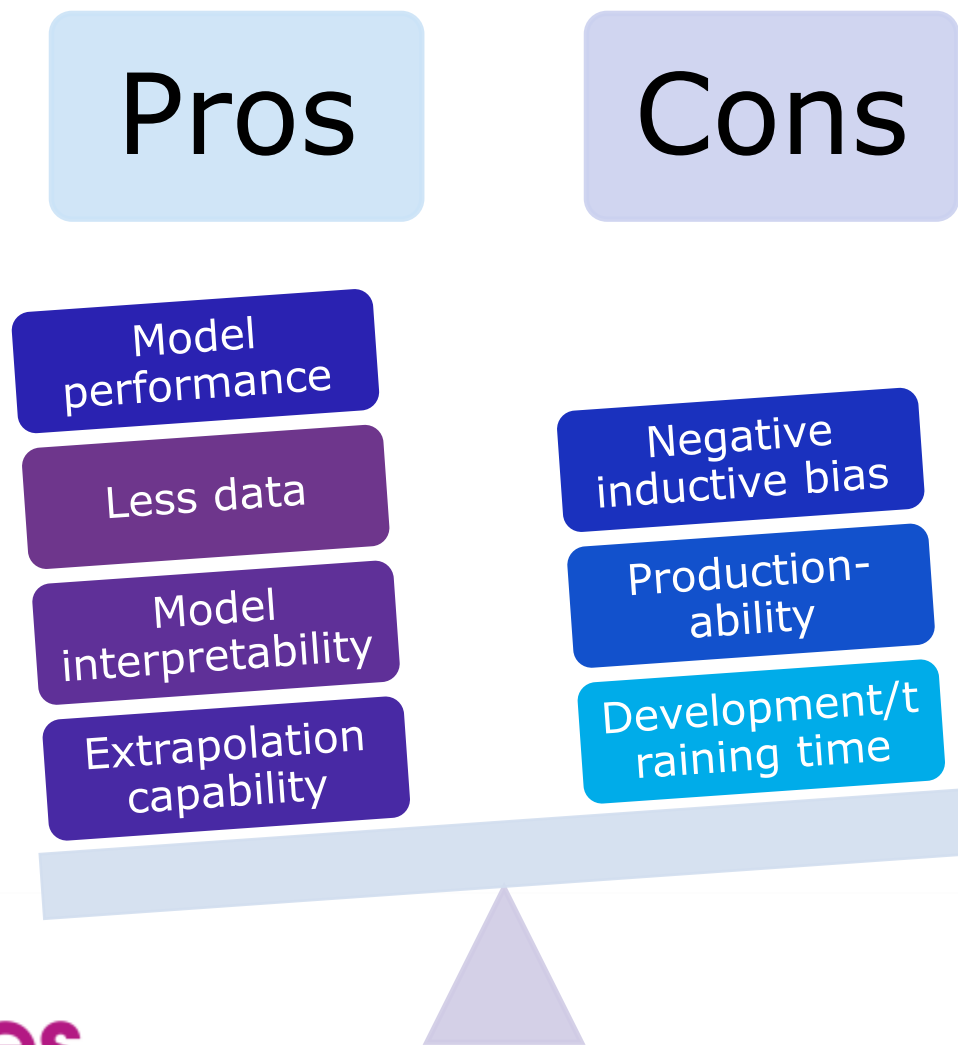 Pros
Cons
Model
performance
Less data
Model
interpretability
Extrapolation
capability
Negative
inductive bias
Production-
ability
Development/t
raining time